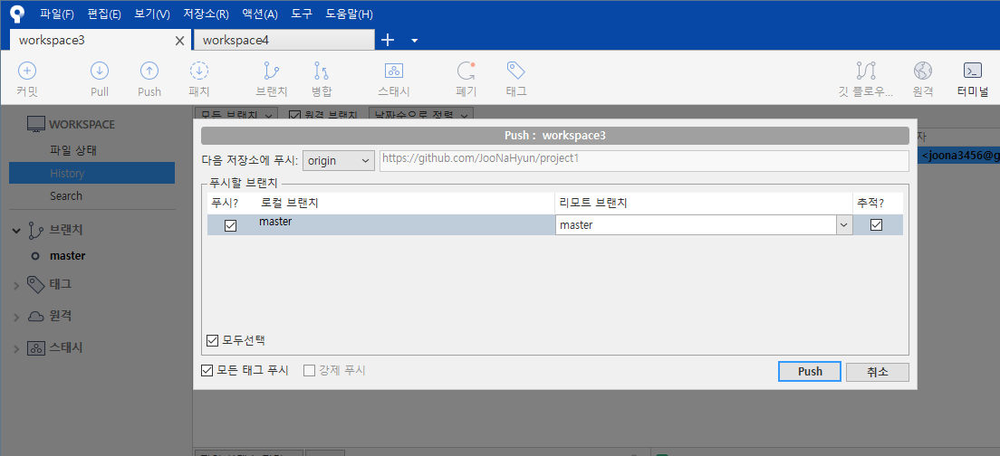 파일(F) 편집(E) 보기(V) 저장소(R) 액션(A) 도구 도움말(H)
workspace3 workspace4
커밋 Pull Push 패치 브랜치 병합 스태시 폐기 태그 깃 플로우... 원격 터미널
WORKSPACE
파일 상태
History
Search
브랜치
master
태그
원격
스태시
모든 브랜치 원격 브랜치 날짜순으로 정렬
자
<joona3456@g
Push : workspace3
다음 저장소에 푸시: origin https://github.com/JooNaHyun/project1
푸시할 브랜치
푸시? 로컬 브랜치 리모트 브랜치 추적?
master master
모두선택
모든 태그 푸시 강제 푸시 Push 취소